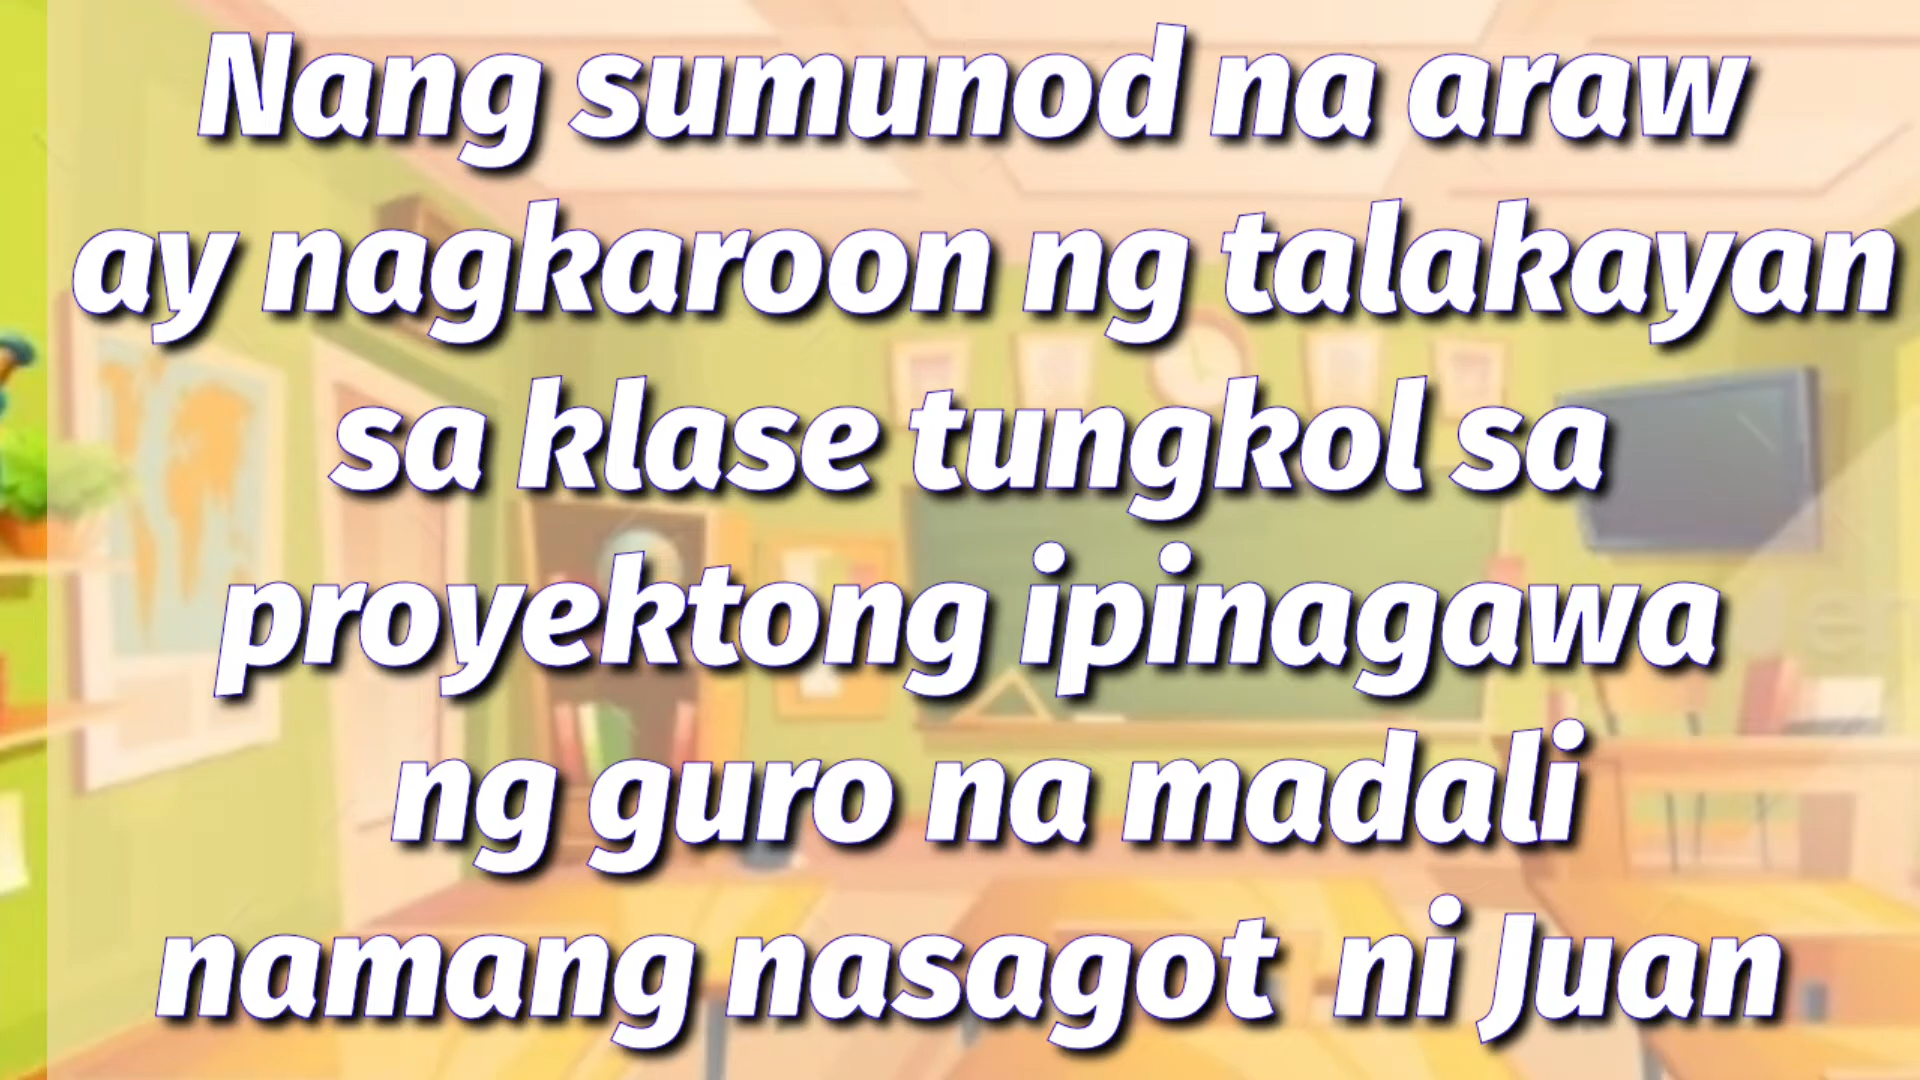 Nang sumunod na araw
ay nagkaroon ng talakayan
sa klase tungkol sa
proyektong ipinagawa
ng guro na madali
namang nasagot ni Juan